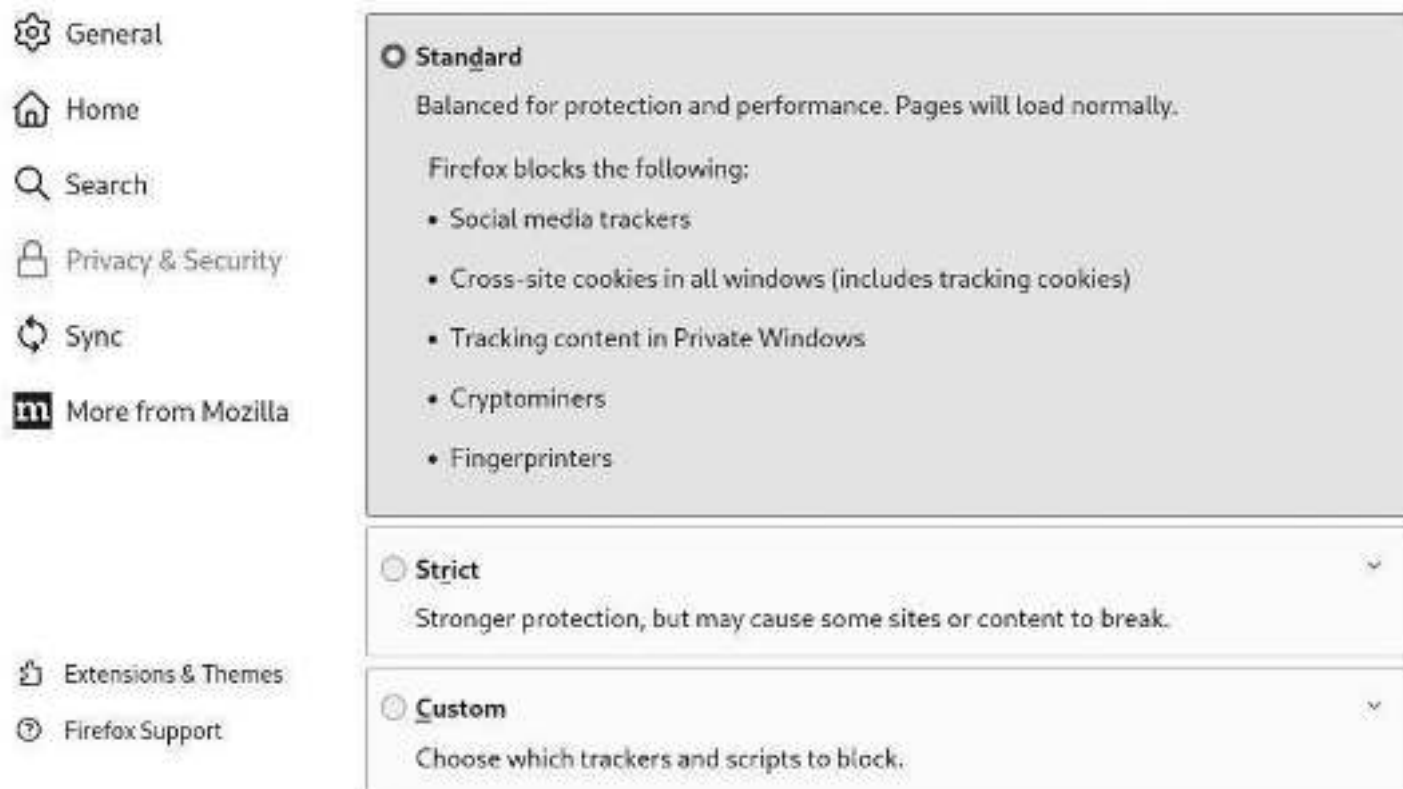 General
Home
Search
Privacy & Security
Sync
m More from Mozilla
Extensions & Themes
Firefox Support
Standard
Balanced for protection and performance. Pages will load normally.
Firefox blocks the following:
• Social media trackers
• Cross-site cookies in all windows (includes tracking cookies)
• Tracking content in Private Windows
• Cryptominers
• Fingerprinters
Strict
Stronger protection, but may cause some sites or content to break.
Custom
Choose which trackers and scripts to block.